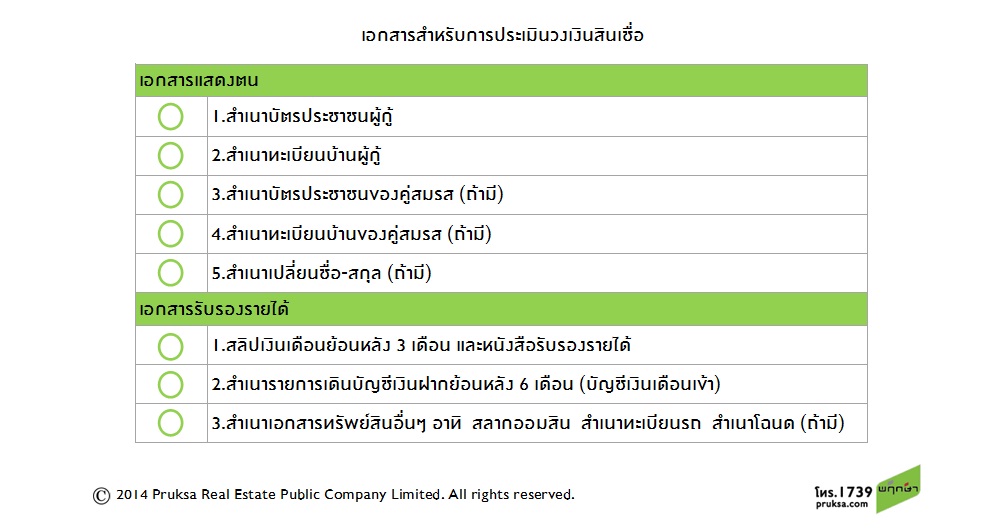 เอกสารสำหรับการประเมินวงเงินสินเชื่อ
เอกสารแสดงตน
1.สำเนาบัตรประชาชนผู้กู้
2.สำเนาทะเบียนบ้านผู้กู้
3.สำเนาบัตรประชาชนของคู่สมรส (ถ้ามี)
4.สำเนาทะเบียนบ้านของคู่สมรส (ถ้ามี)
5.สำเนาเปลี่ยนชื่อ-สกุล (ถ้ามี)
เอกสารรับรองรายได้
1.สลิปเงินเดือนย้อนหลัง 3 เดือน และหนังสือรับรองรายได้
2.สำเนารายการเดินบัญชีเงินฝากย้อนหลัง 6 เดือน (บัญชีเงินเดือนเข้า)
3.สำเนาเอกสารทรัพย์สินอื่นๆ อาทิ สลากออมสิน สำเนาทะเบียนรถ สำเนาโฉนด (ถ้ามี)
© 2014 Pruksa Real Estate Public Company Limited. All rights reserved.
โทร.1739
pruksa.com
พฤกษา